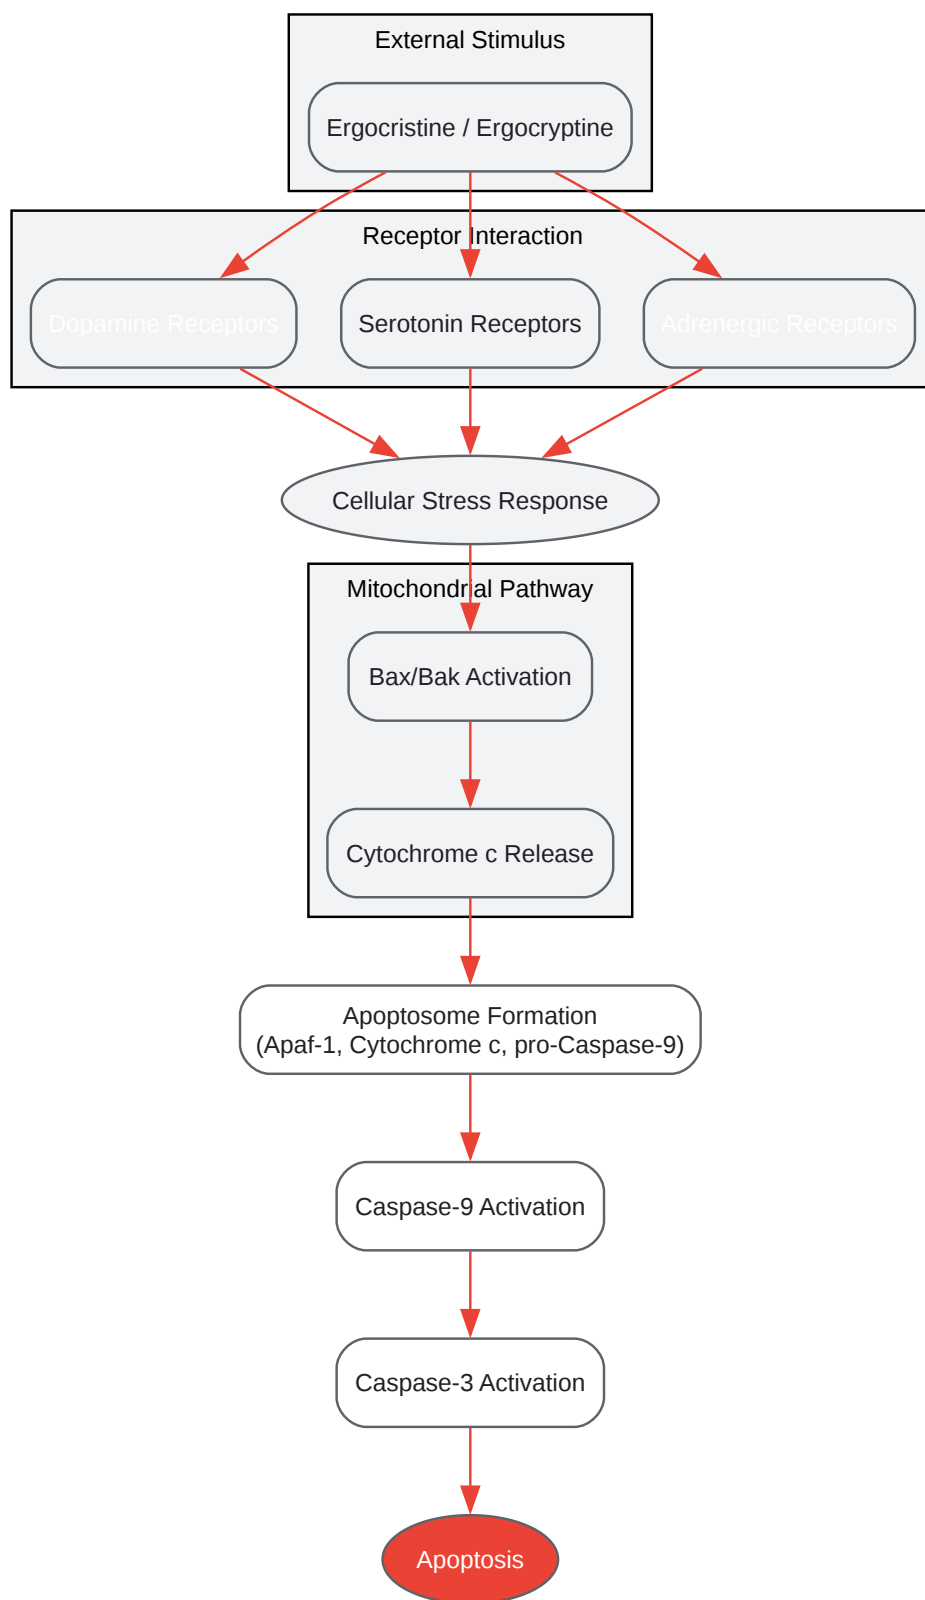 External Stimulus
Ergocristine / Ergocryptine
Receptor Interaction
Dopamine Receptors
Serotonin Receptors
Adrenergic Receptors
Cellular Stress Response
Mitochondrial Pathway
Bax/Bak Activation
Cytochrome c Release
Apoptosome Formation
(Apaf-1, Cytochrome c, pro-Caspase-9)
Caspase-9 Activation
Caspase-3 Activation
Apoptosis